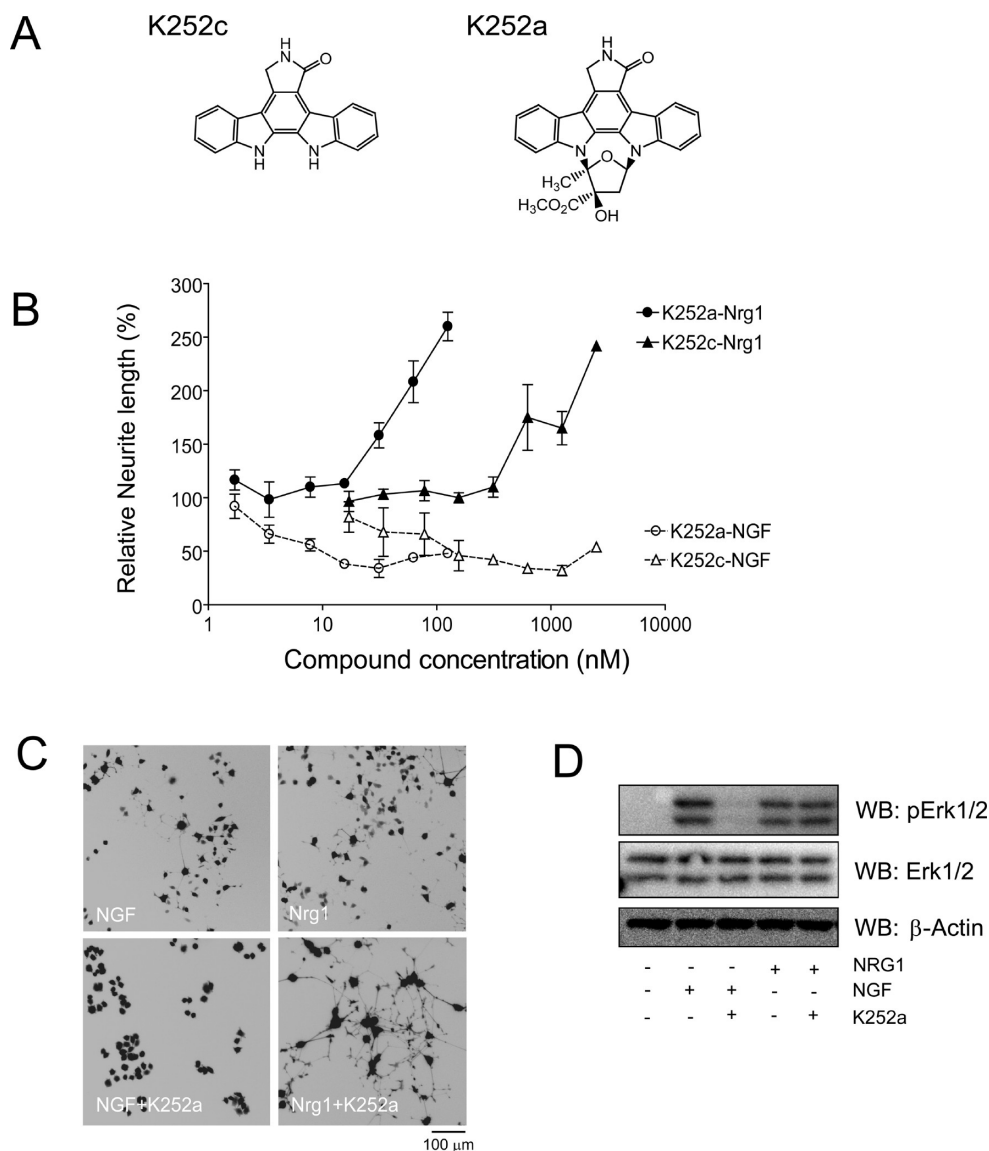 A
K252c
K252a
H
N
O
N
H
N
H
H
N
O
N
O
N
H₃C
H₃CO₂C
OH
B
Relative Neurite length (%)
300
250
200
150
100
50
0
1
10
100
1000
10000
Compound concentration (nM)
K252a-Nrg1
K252c-Nrg1
K252a-NGF
K252c-NGF
C
NGF
Nrg1
NGF+K252a
Nrg1+K252a
100 μm
D
WB: pErk1/2
WB: Erk1/2
WB: β-Actin
- - - + + NRG1
- + + - - NGF
- - + - + K252a